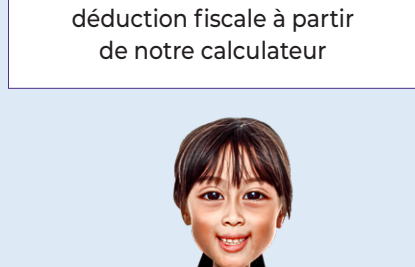 déduction fiscale à partir
de notre calculateur